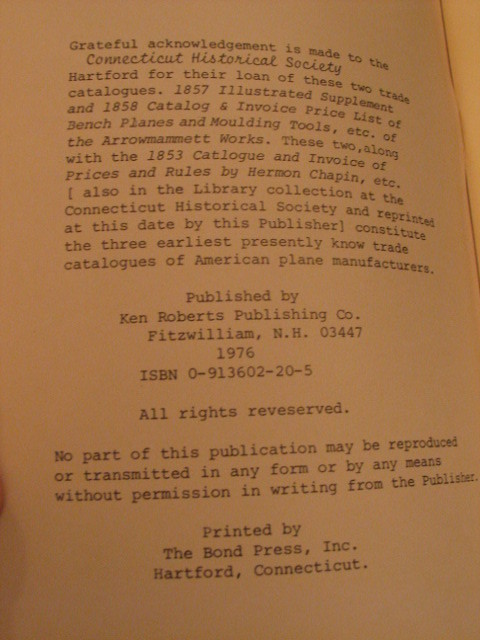 Grateful acknowledgement is made to the
Connecticut Historical Society
Hartford for their loan of these two trade
catalogues. 1857 Illustrated Supplement
and 1858 Catalog & Invoice Price List of
Bench Planes and Moulding Tools, etc. of
the Arrowmammett Works. These two,along
with the 1853 Catlogue and Invoice of
Prices and Rules by Hermon Chapin, etc.
[ also in the Library collection at the
Connecticut Historical Society and reprinted
at this date by this Publisher] constitute
the three earliest presently know trade
catalogues of American plane manufacturers.
Published by
Ken Roberts Publishing Co.
Fitzwilliam, N.H. 03447
1976
ISBN 0-913602-20-5
All rights reveserved.
No part of this publication may be reproduced
or transmitted in any form or by any means
without permission in writing from the Publisher.
Printed by
The Bond Press, Inc.
Hartford, Connecticut.